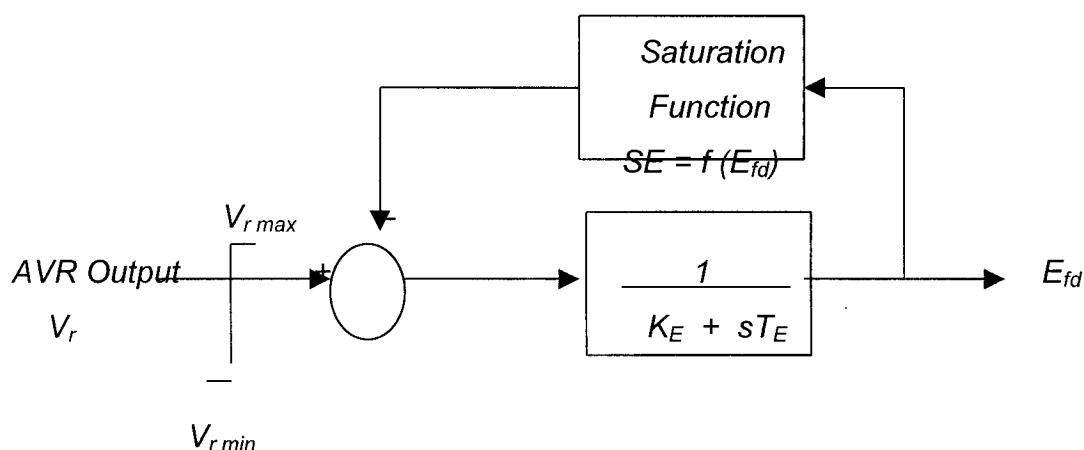 Saturation
Function
SE = f (Efd)
-
Vr max
AVR Output
+
Vr
1
KE + sTE
Efd
Vr min